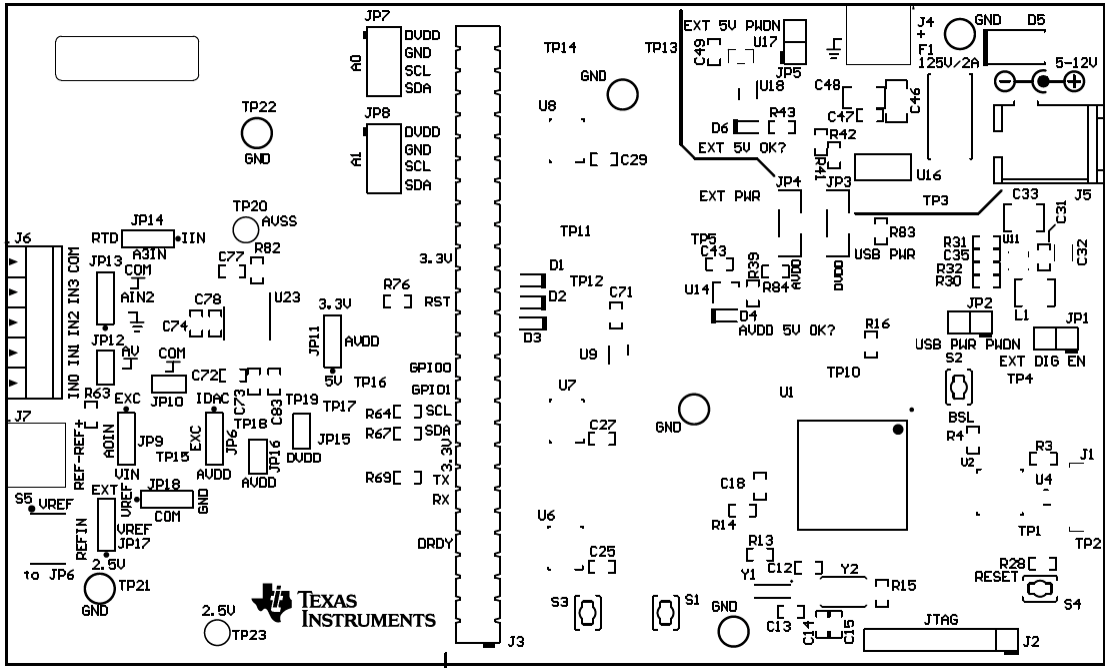 JP7
DVDD
GND
SCL
SDA
A0
JP8
DVDD
GND
SCL
SDA
A1
TP22
GND
TP20
AVSS
JP14
RTD
IIN
A3IN
J6
COM
IN3
IN2
IN1
IN0
JP13
COM
AIN2
JP12
AV
COM
JP10
C77
R82
C78
C74
U23
C72
C73
C83
3.3V
JP11
AVDD
5V
R76
3.3V
RST
GPIO0
GPIO1
SCL
SDA
3.3V
TX
RX
DRDY
TP16
TP17
TP18
TP19
R64
R67
R69
R63
EXC
IDAC
J7
REF-REF+
A0IN
JP9
VIN
TP15
EXC
JP6
AVDD
JP16
AVDD
JP15
DVDD
S5
VREF
EXT
VREF
JP18
GND
COM
REFIN
VREF
JP17
2.5V
to JP6
TP21
GND
2.5V
TP23
TEXAS
INSTRUMENTS
J3
TP14
TP13
GND
U8
C29
TP11
D1
D2
D3
TP12
C71
U9
U7
C27
GND
U6
C25
S3
S1
GND
EXT 5V PWDN
C49
U17
JP5
U18
D6
R43
EXT 5V OK?
J4
+
F1
125V/2A
GND
D5
5-12V
C48
C46
C47
R42
R41
U16
J5
EXT PWR
JP4
JP3
TP3
AVDD
DVDD
R83
USB PWR
C33
C31
C32
R31
C35
R32
R30
U11
L1
TP5
C43
R39
R84
U14
D4
AVDD 5V OK?
R16
TP10
JP2
USB PWR PWDN
JP1
EXT DIG EN
S2
TP4
BSL
U1
R4
U2
R3
J1
U4
TP1
TP2
C18
R14
R13
C12
Y1
Y2
R15
C13
C14
C15
R28
RESET
S4
JTAG
J2